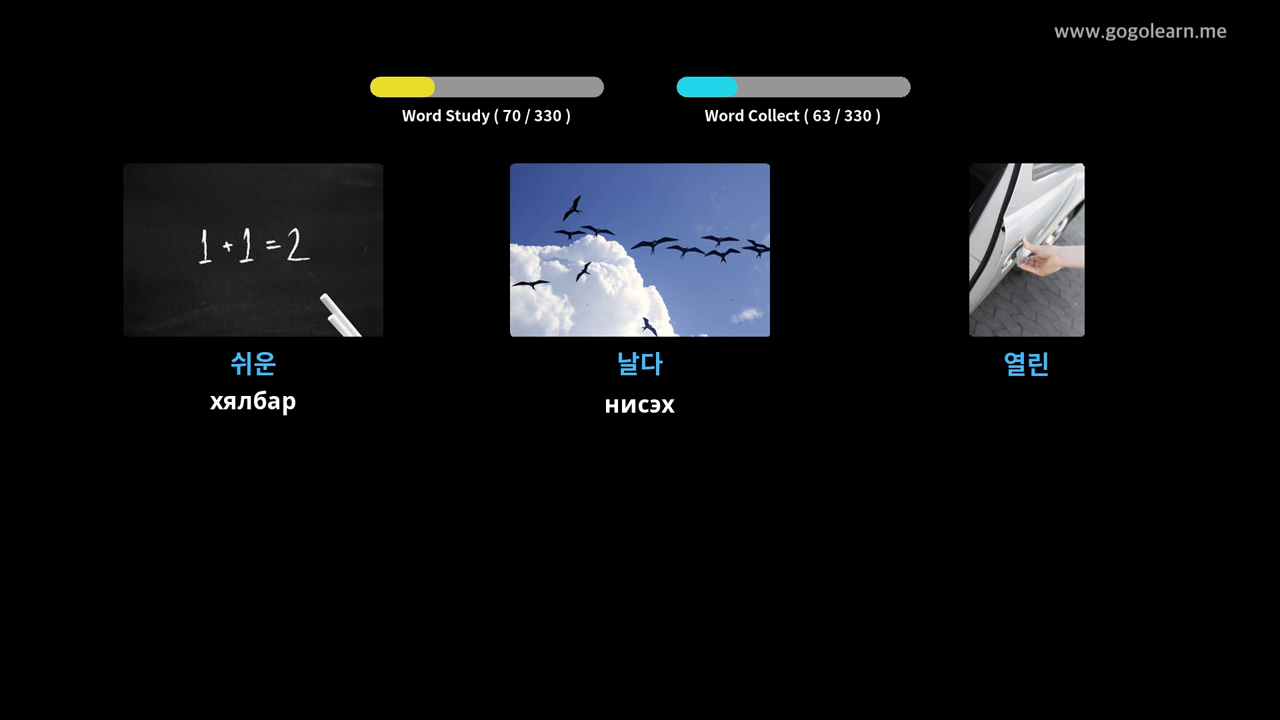 www.gogolearn.me
Word Study ( 70 / 330 )
Word Collect ( 63 / 330 )
1 + 1 = 2
쉬운
хялбар
날다
нисэх
열린